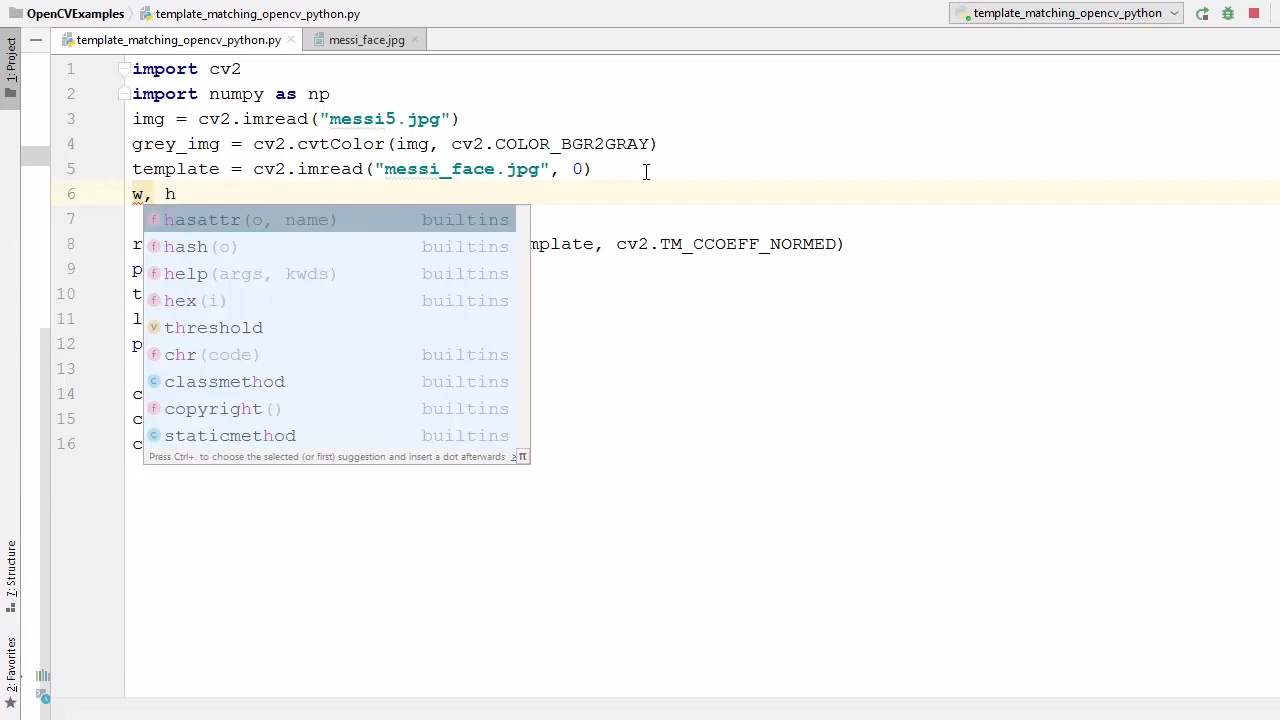 OpenCVExamples template_matching_opencv_python.py template_matching_opencv_python
template_matching_opencv_python.py messi_face.jpg
1: Project
1 import cv2
2 import numpy as np
3 img = cv2.imread("messi5.jpg")
4 grey_img = cv2.cvtColor(img, cv2.COLOR_BGR2GRAY)
5 template = cv2.imread("messi_face.jpg", 0)
6 w, h
7
hasattr(o, name) builtins
8 r mplate, cv2.TM_CCOEFF_NORMED)
hash(o) builtins
9 p
help(args, kwds) builtins
10 t
hex(i) builtins
11 l
threshold
12 p
chr(code) builtins
13
classmethod builtins
14 c
copyright() builtins
15 c
staticmethod builtins
16 c
Press Ctrl+. to choose the selected (or first) suggestion and insert a dot afterwards >> π
7: Structure
2: Favorites